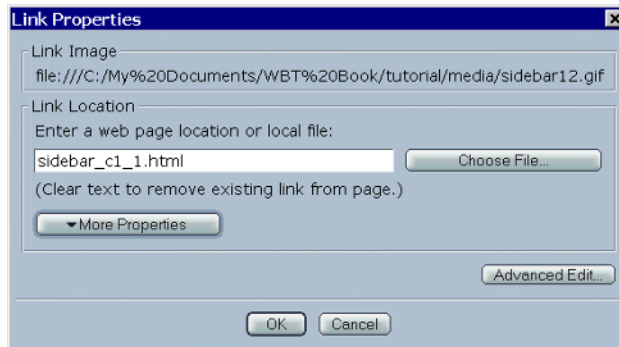 Link Properties
Link Image
file:///C:/My%20Documents/WBT%20Book/tutorial/media/sidebar12.gif
Link Location
Enter a web page location or local file:
sidebar_c1_1.html
Choose File...
(Clear text to remove existing link from page.)
More Properties
Advanced Edit...
OK
Cancel